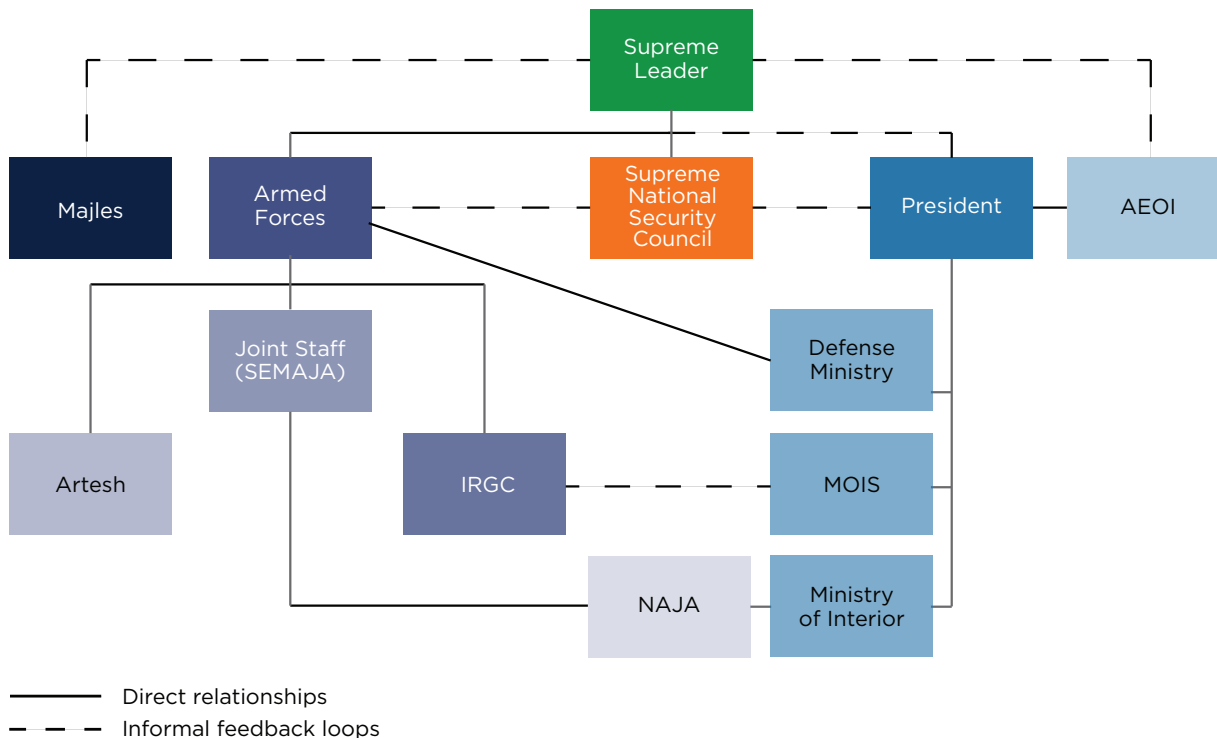 Supreme
Leader
Majles
Armed
Forces
Supreme
National
Security
Council
President
AEOI
Joint Staff
(SEMAJA)
Defense
Ministry
Artesh
IRGC
MOIS
NAJA
Ministry
of Interior
Direct relationships
Informal feedback loops